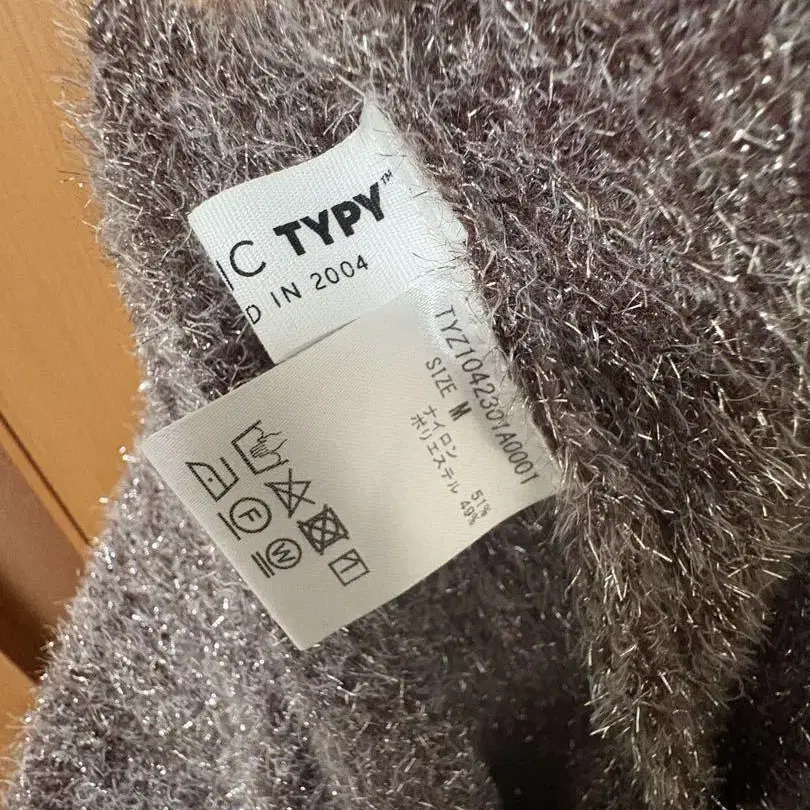 IC TYPY™
D IN 2004
TYZ1042301A0001
SIZE M
ナイロン 51%
ポリエステル 49%
F
W